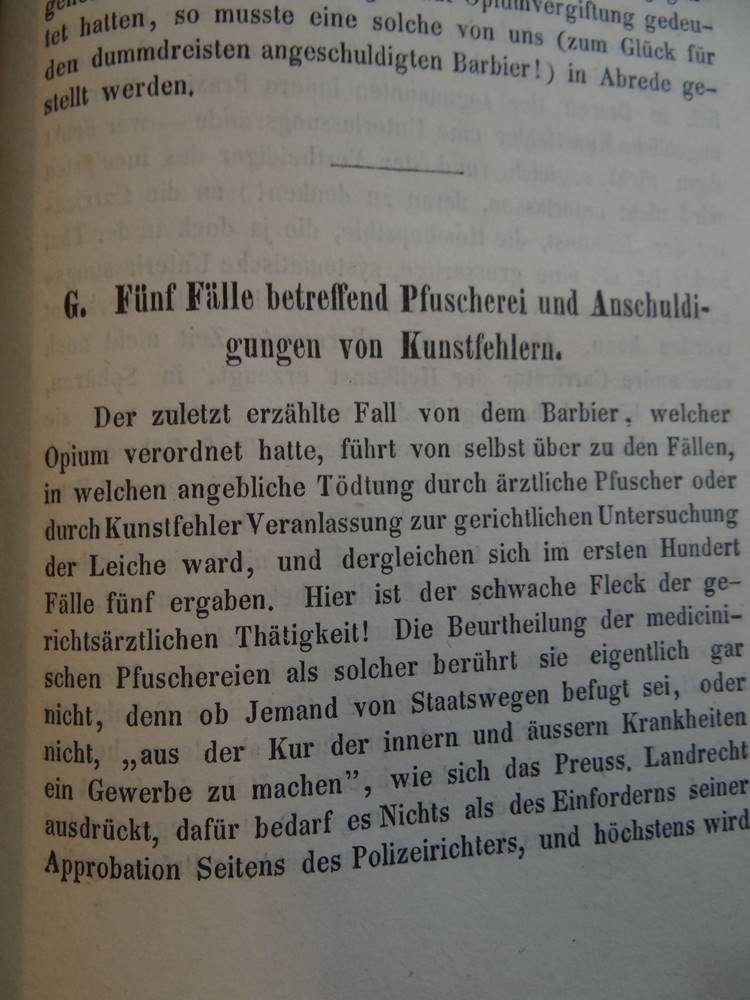 Opiumvergiftung gedeu-
tet hatten, so musste eine solche von uns (zum Glück für
den dummdreisten angeschuldigten Barbier!) in Abrede ge-
stellt werden.
G. Fünf Fälle betreffend Pfuscherei und Anschuldi-
gungen von Kunstfehlern.
Der zuletzt erzählte Fall von dem Barbier, welcher
Opium verordnet hatte, führt von selbst über zu den Fällen,
in welchen angebliche Tödtung durch ärztliche Pfuscher oder
durch Kunstfehler Veranlassung zur gerichtlichen Untersuchung
der Leiche ward, und dergleichen sich im ersten Hundert
Fälle fünf ergaben. Hier ist der schwache Fleck der ge-
richtsärztlichen Thätigkeit! Die Beurtheilung der medicini-
schen Pfuschereien als solcher berührt sie eigentlich gar
nicht, denn ob Jemand von Staatswegen befugt sei, oder
nicht, „aus der Kur der innern und äussern Krankheiten
ein Gewerbe zu machen”, wie sich das Preuss. Landrecht
ausdrückt, dafür bedarf es Nichts als des Einforderns seiner
Approbation Seitens des Polizeirichters, und höchstens wird